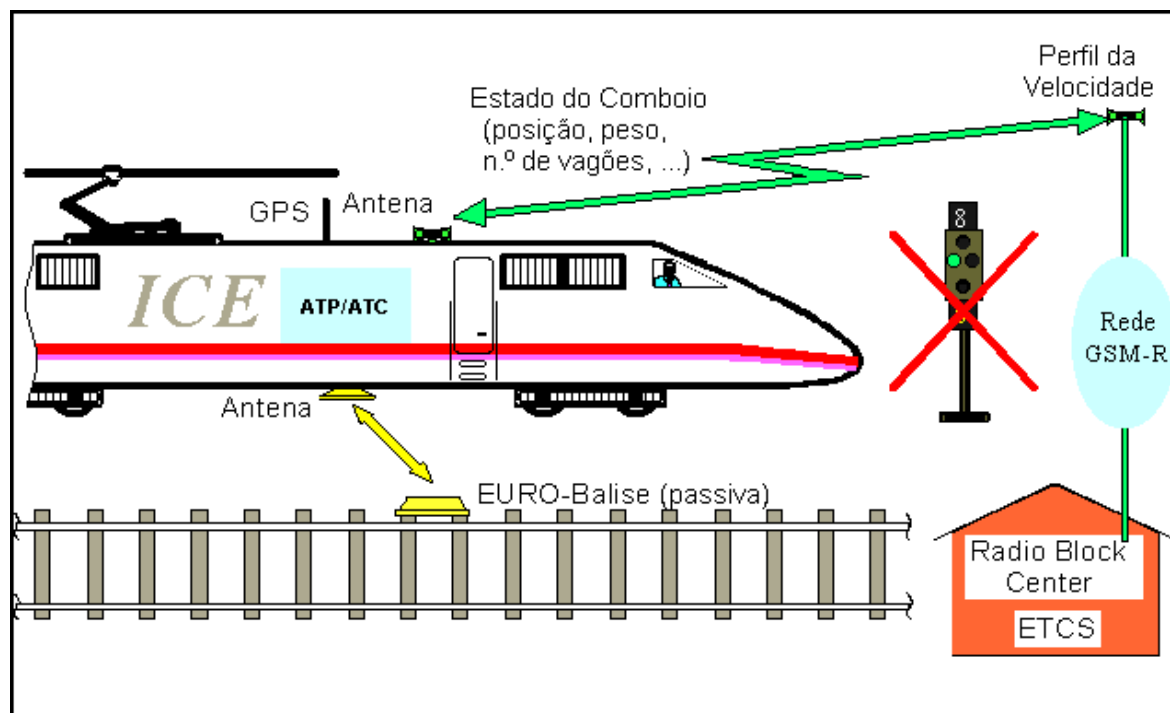 Perfil da
Velocidade
Estado do Comboio
(posição, peso,
n.º de vagões, ...)
GPS
Antena
8
ICE
ATP/ATC
Rede
GSM-R
Antena
EURO-Balise (passiva)
Radio Block
Center
ETCS